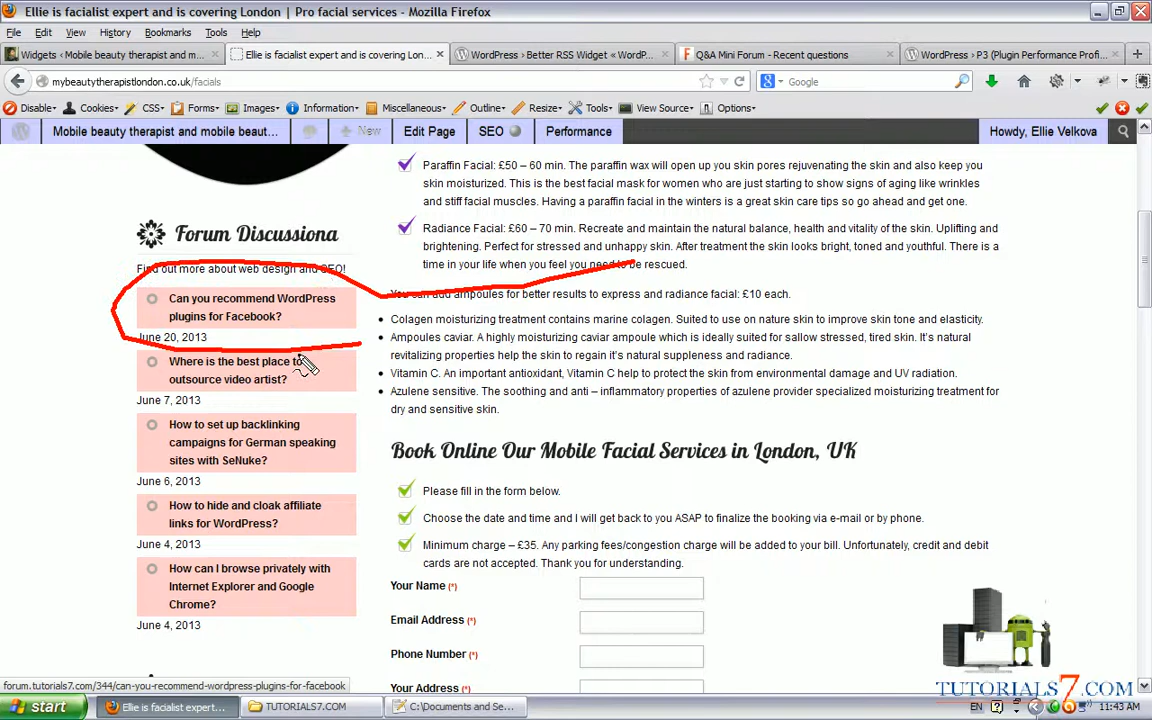 Ellie is facialist expert and is covering London | Pro facial services - Mozilla Firefox
File Edit View History Bookmarks Tools Help
Widgets ‹ Mobile beauty therapist and m...
Ellie is facialist expert and is covering Lon...
WordPress › Better RSS Widget « WordP...
Q&A Mini Forum - Recent questions
WordPress › P3 (Plugin Performance Profi...
mybeautytherapistlondon.co.uk/facials
Google
Disable Cookies CSS Forms Images Information Miscellaneous Outline Resize Tools View Source Options
Mobile beauty therapist and mobile beaut...
New
Edit Page
SEO
Performance
Howdy, Ellie Velkova
Paraffin Facial: £50 – 60 min. The paraffin wax will open up you skin pores rejuvenating the skin and also keep you
skin moisturized. This is the best facial mask for women who are just starting to show signs of aging like wrinkles
and stiff facial muscles. Having a paraffin facial in the winters is a great skin care tips so go ahead and get one.
Radiance Facial: £60 – 70 min. Recreate and maintain the natural balance, health and vitality of the skin. Uplifting and
brightening. Perfect for stressed and unhappy skin. After treatment the skin looks bright, toned and youthful. There is a
time in your life when you feel you need to be rescued.
You can add ampoules for better results to express and radiance facial: £10 each.
Colagen moisturizing treatment contains marine colagen. Suited to use on nature skin to improve skin tone and elasticity.
Ampoules caviar. A highly moisturizing caviar ampoule which is ideally suited for sallow stressed, tired skin. It's natural
revitalizing properties help the skin to regain it's natural suppleness and radiance.
Vitamin C. An important antioxidant, Vitamin C help to protect the skin from environmental damage and UV radiation.
Azulene sensitive. The soothing and anti – inflammatory properties of azulene provider specialized moisturizing treatment for
dry and sensitive skin.
Forum Discussiona
Find out more about web design and SEO!
Can you recommend WordPress
plugins for Facebook?
June 20, 2013
Where is the best place to
outsource video artist?
June 7, 2013
How to set up backlinking
campaigns for German speaking
sites with SeNuke?
June 6, 2013
How to hide and cloak affiliate
links for WordPress?
June 4, 2013
How can I browse privately with
Internet Explorer and Google
Chrome?
June 4, 2013
Book Online Our Mobile Facial Services in London, UK
Please fill in the form below.
Choose the date and time and I will get back to you ASAP to finalize the booking via e-mail or by phone.
Minimum charge – £35. Any parking fees/congestion charge will be added to your bill. Unfortunately, credit and debit
cards are not accepted. Thank you for understanding.
Your Name (*)
Email Address (*)
Phone Number (*)
Your Address (*)
TUTORIALS7.COM
forum.tutorials7.com/344/can-you-recommend-wordpress-plugins-for-facebook
start
Ellie is facialist expert...
TUTORIALS7.COM
C:\Documents and Se...
EN
11:43 AM